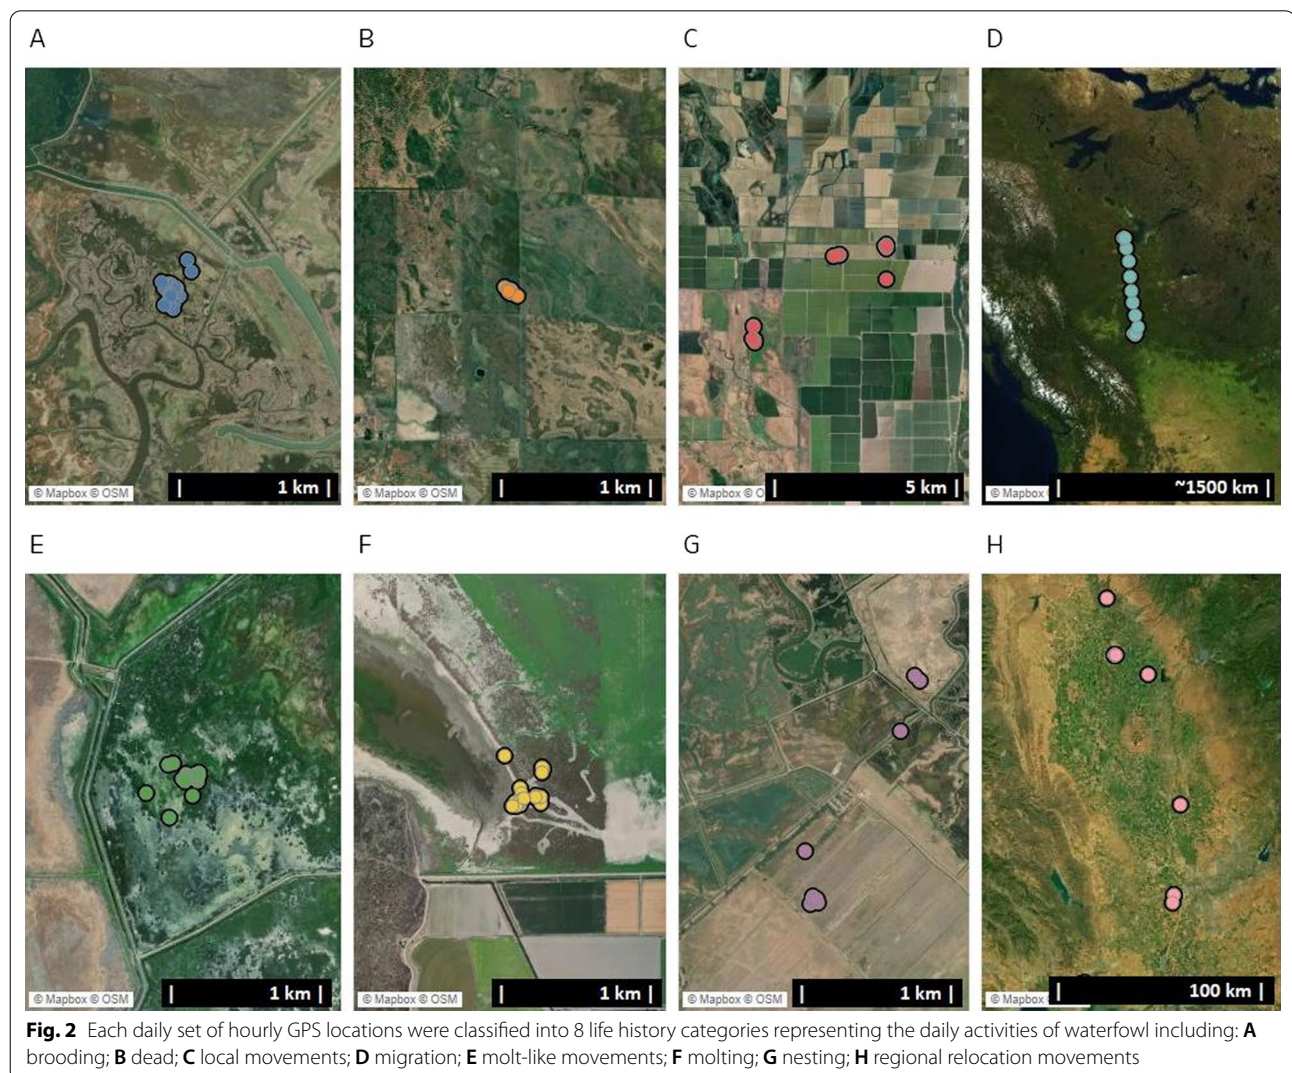 A
B
C
D
© Mapbox © OSM
| 1 km |
© Mapbox © OSM
| 1 km |
© Mapbox © O
| 5 km |
© Mapbox
| ~1500 km |
E
F
G
H
© Mapbox © OSM
| 1 km |
© Mapbox © OSM
| 1 km |
© Mapbox © OSM
| 1 km |
© Mapbox
| 100 km |
Fig. 2 Each daily set of hourly GPS locations were classified into 8 life history categories representing the daily activities of waterfowl including: A
brooding; B dead; C local movements; D migration; E molt-like movements; F molting; G nesting; H regional relocation movements